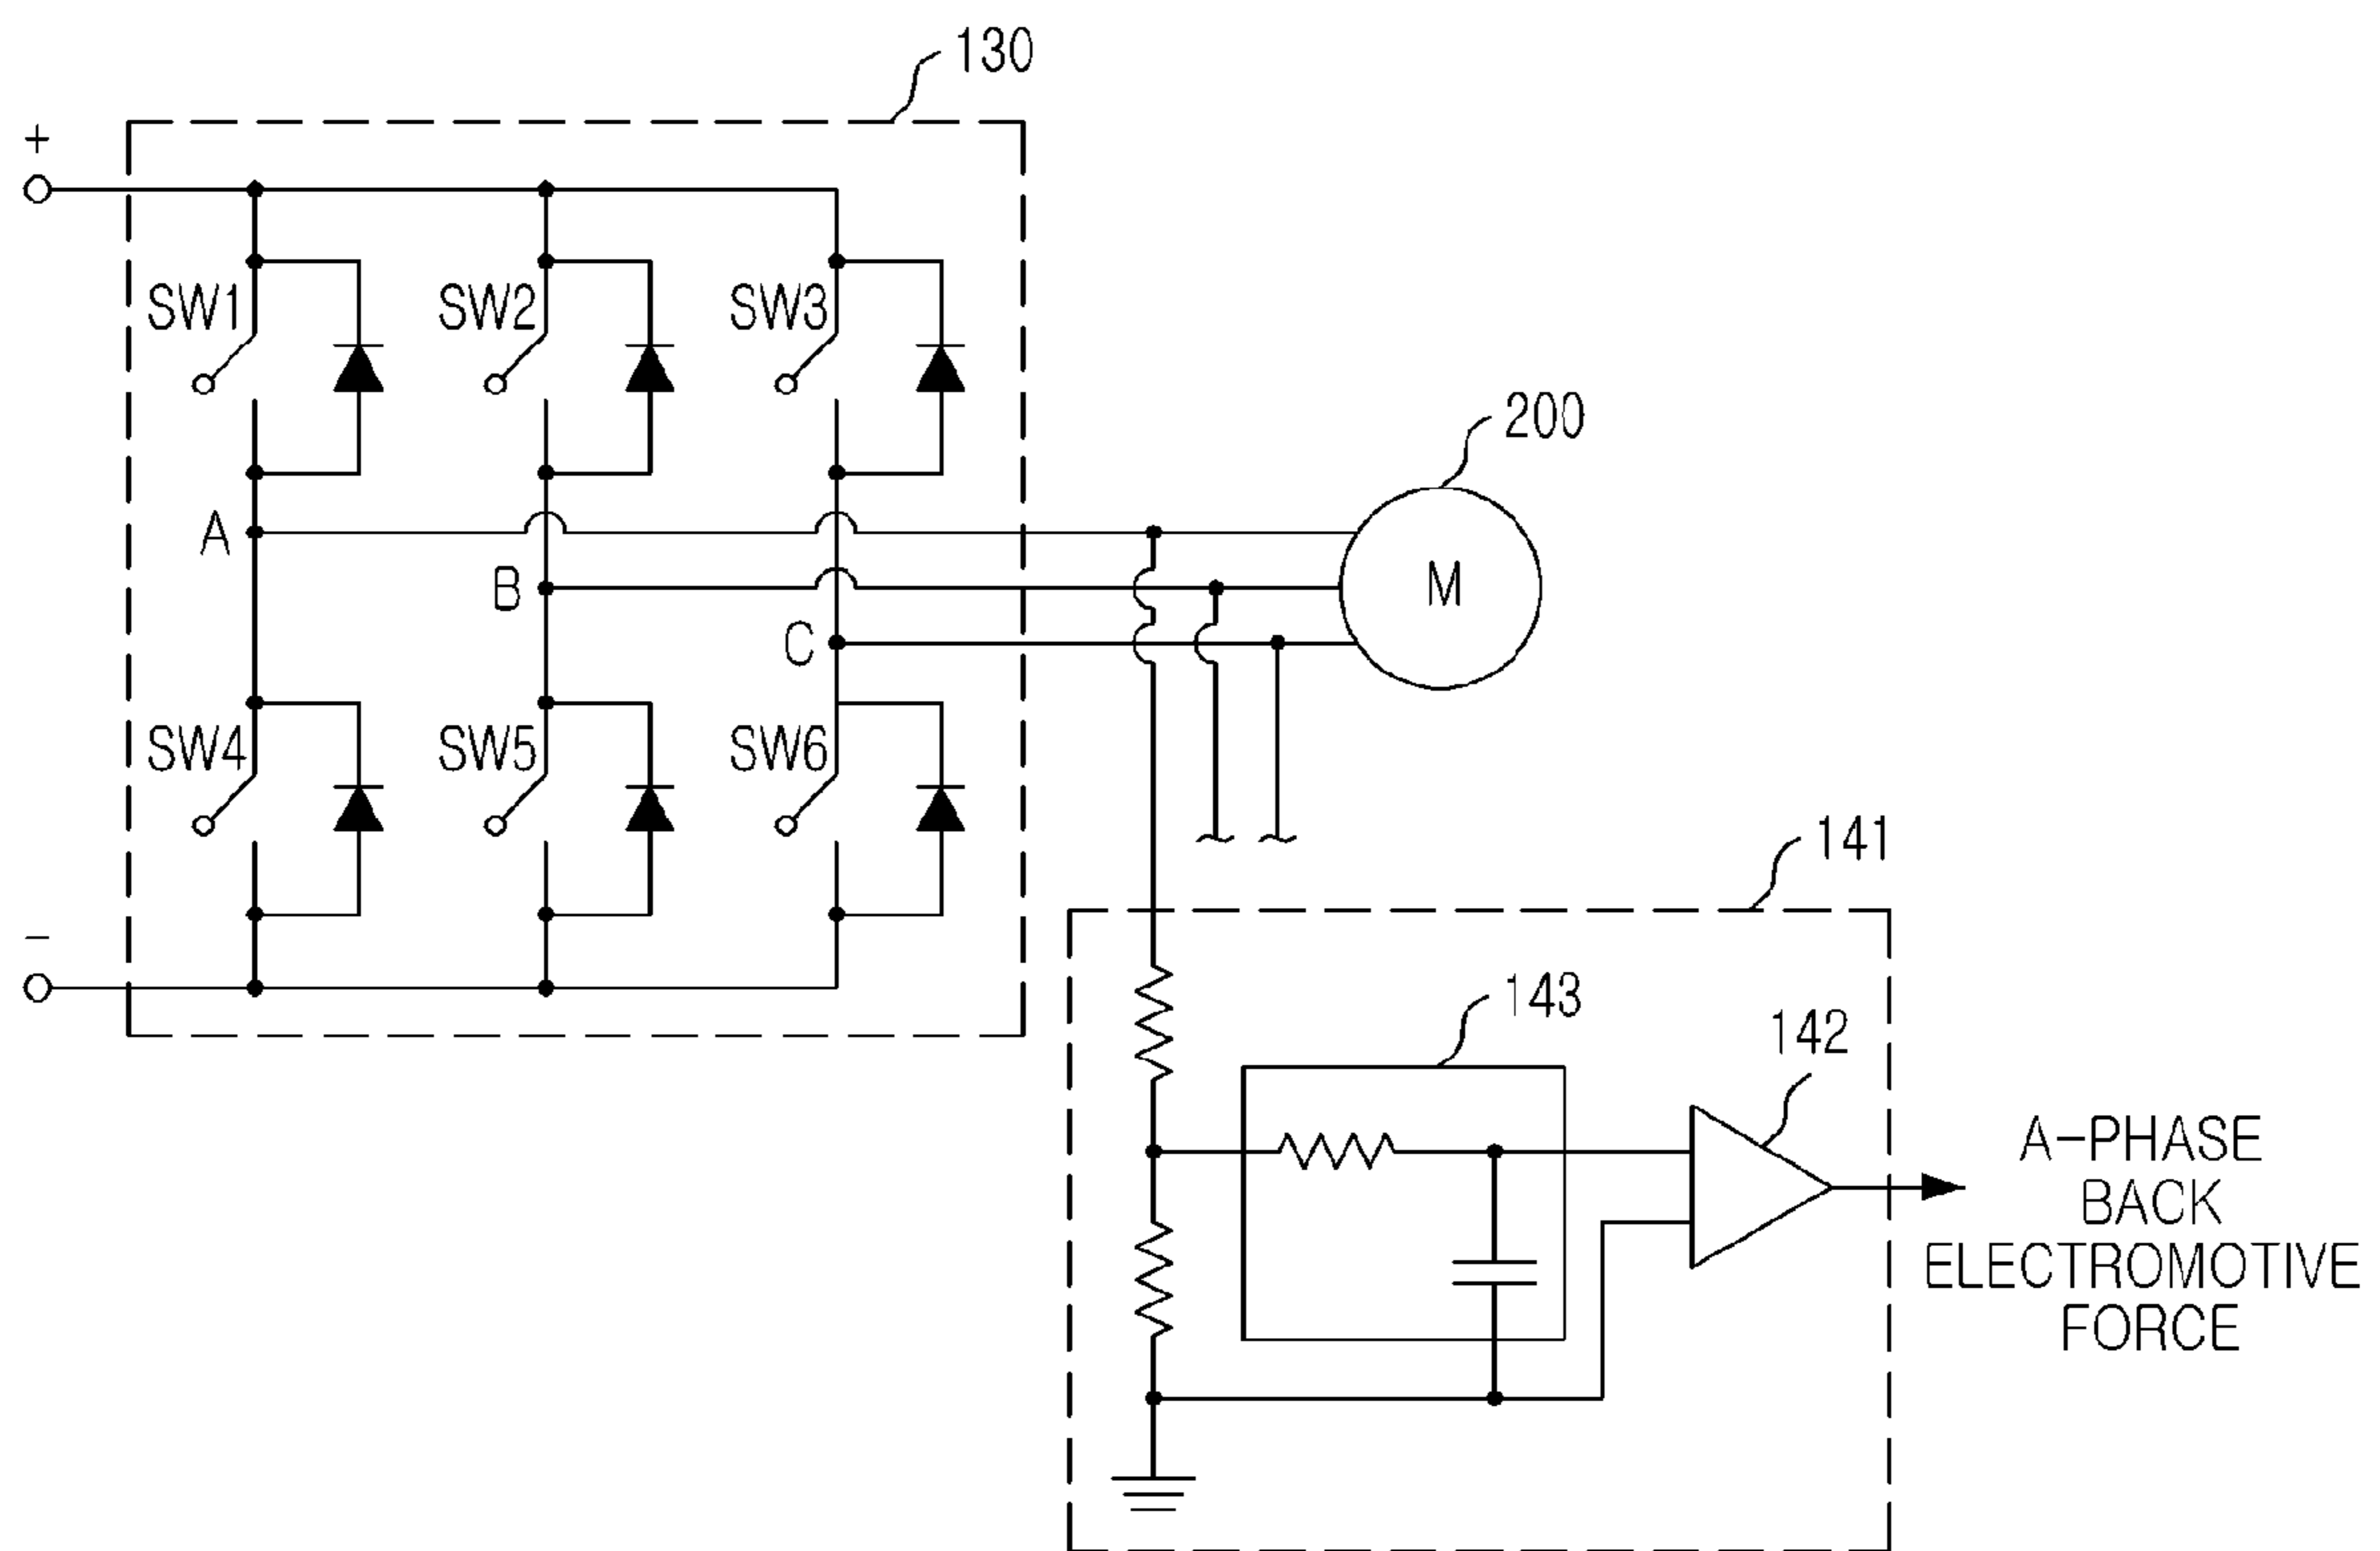 130
+
SW1
SW2
SW3
200
A
M
B
C
SW4
SW5
SW6
141
−
143
142
A-PHASE
BACK
ELECTROMOTIVE
FORCE